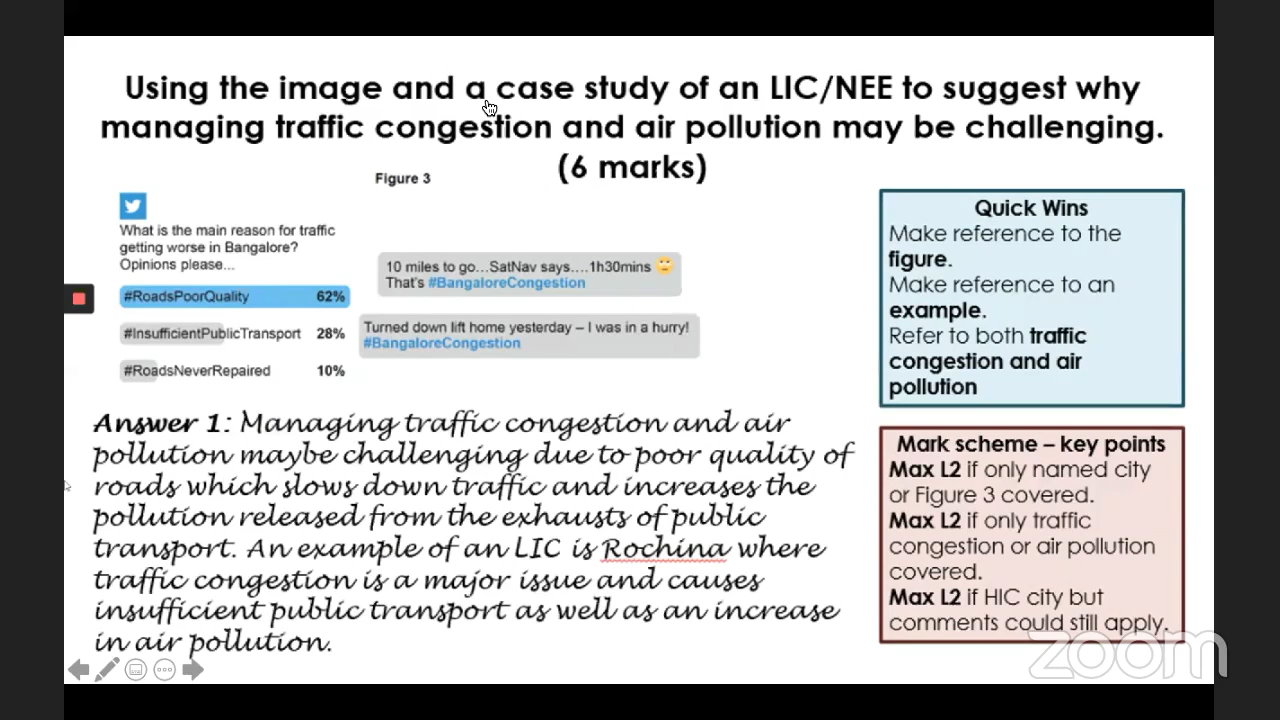 Using the image and a case study of an LIC/NEE to suggest why
managing traffic congestion and air pollution may be challenging.
(6 marks)
Figure 3
What is the main reason for traffic
getting worse in Bangalore?
Opinions please...
#RoadsPoorQuality 62%
#InsufficientPublicTransport 28%
#RoadsNeverRepaired 10%
10 miles to go...SatNav says....1h30mins 🙄
That's #BangaloreCongestion
Turned down lift home yesterday – I was in a hurry!
#BangaloreCongestion
Quick Wins
Make reference to the
figure.
Make reference to an
example.
Refer to both traffic
congestion and air
pollution
Answer 1: Managing traffic congestion and air
pollution maybe challenging due to poor quality of
roads which slows down traffic and increases the
pollution released from the exhausts of public
transport. An example of an LIC is Rochina where
traffic congestion is a major issue and causes
insufficient public transport as well as an increase
in air pollution.
Mark scheme – key points
Max L2 if only named city
or Figure 3 covered.
Max L2 if only traffic
congestion or air pollution
covered.
Max L2 if HIC city but
comments could still apply.
zoom